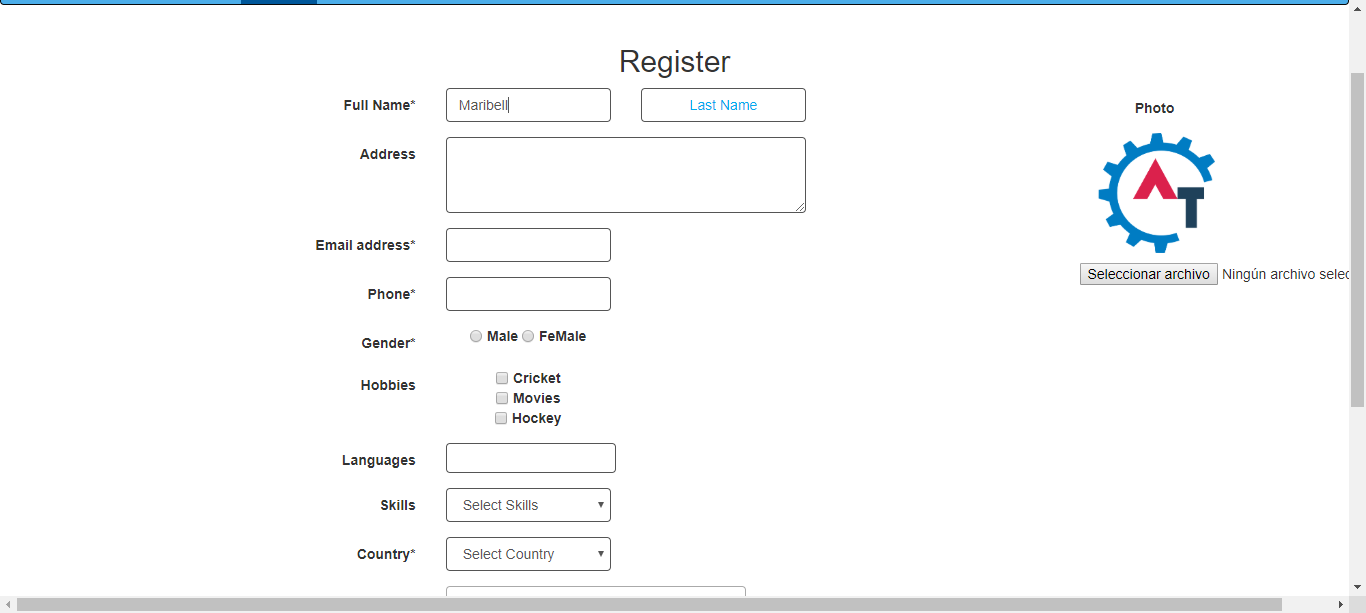 Register
Full Name*
Maribell
Last Name
Photo
Address
AT
Email address*
Seleccionar archivo Ningún archivo selec
Phone*
Gender*
Male FeMale
Hobbies
Cricket
Movies
Hockey
Languages
Skills
Select Skills
Country*
Select Country